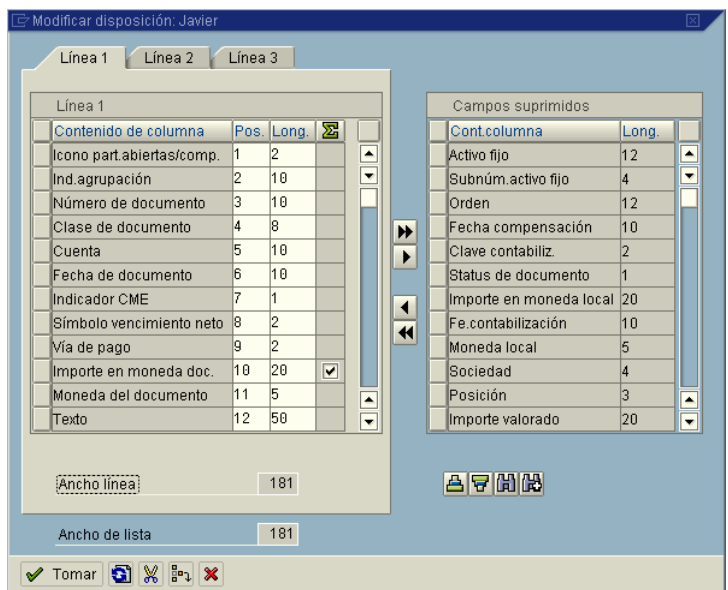 Modificar disposición: Javier
Línea 1
Línea 2
Línea 3
Línea 1
Contenido de columna Pos. Long.
Icono part.abiertas/comp. 1 2
Ind.agrupación 2 10
Número de documento 3 10
Clase de documento 4 8
Cuenta 5 10
Fecha de documento 6 10
Indicador CME 7 1
Símbolo vencimiento neto 8 2
Vía de pago 9 2
Importe en moneda doc. 10 20
Moneda del documento 11 5
Texto 12 50
Ancho línea 181
Ancho de lista 181
Campos suprimidos
Cont.columna Long.
Activo fijo 12
Subnúm.activo fijo 4
Orden 12
Fecha compensación 10
Clave contabiliz. 2
Status de documento 1
Importe en moneda local 20
Fe.contabilización 10
Moneda local 5
Sociedad 4
Posición 3
Importe valorado 20
Tomar